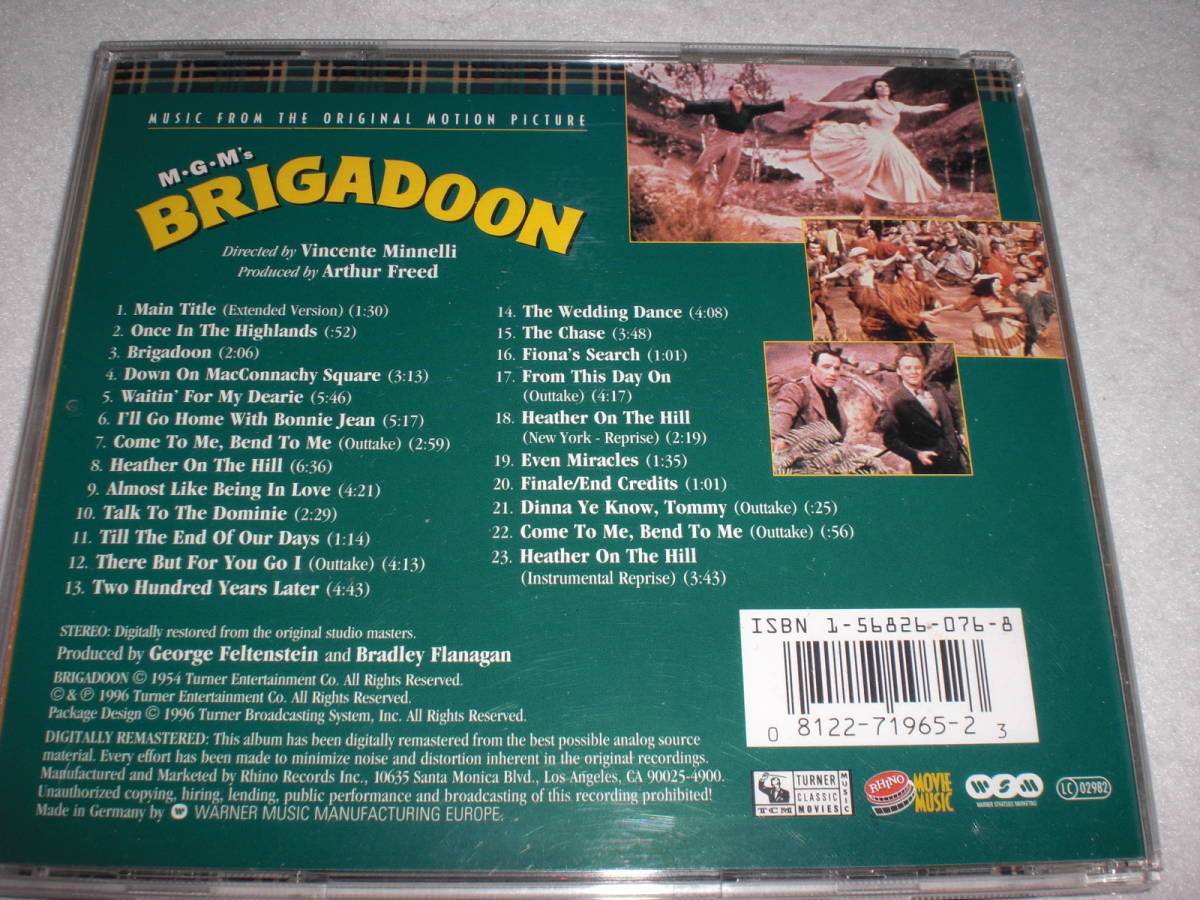 MUSIC FROM THE ORIGINAL MOTION PICTURE
M·G·M's
BRIGADOON
Directed by Vincente Minnelli
Produced by Arthur Freed
1. Main Title (Extended Version) (1:30)
2. Once In The Highlands (:52)
3. Brigadoon (2:06)
4. Down On MacConnachy Square (3:13)
5. Waitin' For My Dearie (5:46)
6. I'll Go Home With Bonnie Jean (5:17)
7. Come To Me, Bend To Me (Outtake) (2:59)
8. Heather On The Hill (6:36)
9. Almost Like Being In Love (4:21)
10. Talk To The Dominie (2:29)
11. Till The End Of Our Days (1:14)
12. There But For You Go I (Outtake) (4:13)
13. Two Hundred Years Later (4:43)
14. The Wedding Dance (4:08)
15. The Chase (3:48)
16. Fiona's Search (1:01)
17. From This Day On
(Outtake) (4:17)
18. Heather On The Hill
(New York - Reprise) (2:19)
19. Even Miracles (1:35)
20. Finale/End Credits (1:01)
21. Dinna Ye Know, Tommy (Outtake) (:25)
22. Come To Me, Bend To Me (Outtake) (:56)
23. Heather On The Hill
(Instrumental Reprise) (3:43)
STEREO: Digitally restored from the original studio masters.
Produced by George Feltenstein and Bradley Flanagan
BRIGADOON © 1954 Turner Entertainment Co. All Rights Reserved.
© & ℗ 1996 Turner Entertainment Co. All Rights Reserved.
Package Design © 1996 Turner Broadcasting System, Inc. All Rights Reserved.
DIGITALLY REMASTERED: This album has been digitally remastered from the best possible analog source
material. Every effort has been made to minimize noise and distortion inherent in the original recordings.
Manufactured and Marketed by Rhino Records Inc., 10635 Santa Monica Blvd., Los Angeles, CA 90025-4900.
Unauthorized copying, hiring, lending, public performance and broadcasting of this recording prohibited!
Made in Germany by WARNER MUSIC MANUFACTURING EUROPE.
ISBN 1-56826-076-8
0 8122-71965-2 3
TCM
TURNER
CLASSIC
MOVIES
MUSIC
RHINO
MOVIE
MUSIC
WSM
WARNER STRATEGIC MARKETING
LC 02982